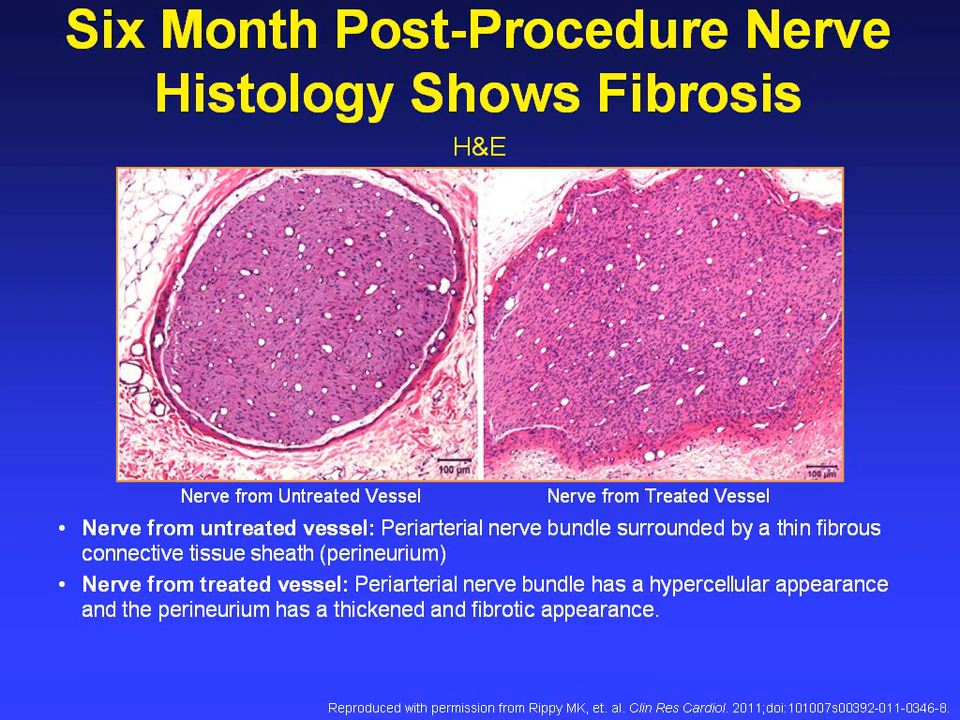 Six Month Post-Procedure Nerve
Histology Shows Fibrosis
H&E
100 µm
100 µm
Nerve from Untreated Vessel
Nerve from Treated Vessel
• Nerve from untreated vessel: Periarterial nerve bundle surrounded by a thin fibrous
connective tissue sheath (perineurium)
• Nerve from treated vessel: Periarterial nerve bundle has a hypercellular appearance
and the perineurium has a thickened and fibrotic appearance.
Reproduced with permission from Rippy MK, et. al. Clin Res Cardiol. 2011;doi:101007s00392-011-0346-8.